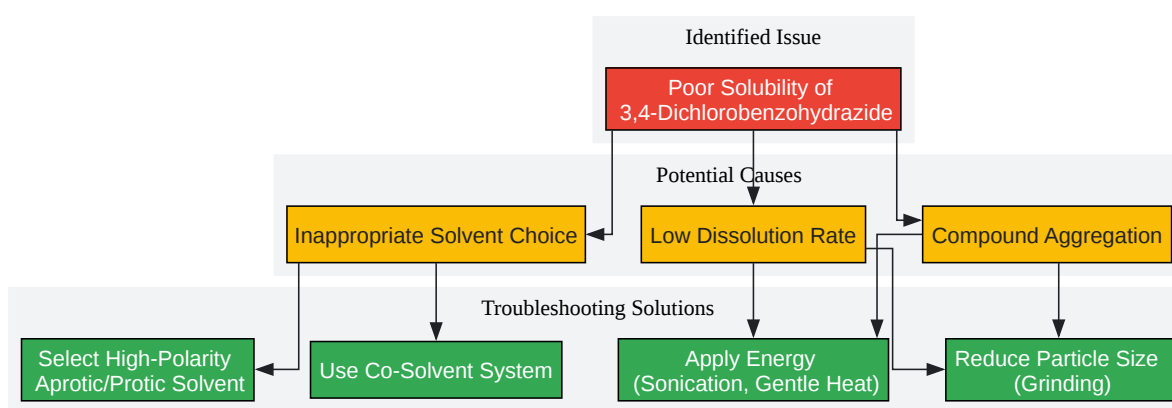 Identified Issue
Poor Solubility of
3,4-Dichlorobenzohydrazide
Potential Causes
Inappropriate Solvent Choice
Low Dissolution Rate
Compound Aggregation
Troubleshooting Solutions
Select High-Polarity
Aprotic/Protic Solvent
Use Co-Solvent System
Apply Energy
(Sonication, Gentle Heat)
Reduce Particle Size
(Grinding)